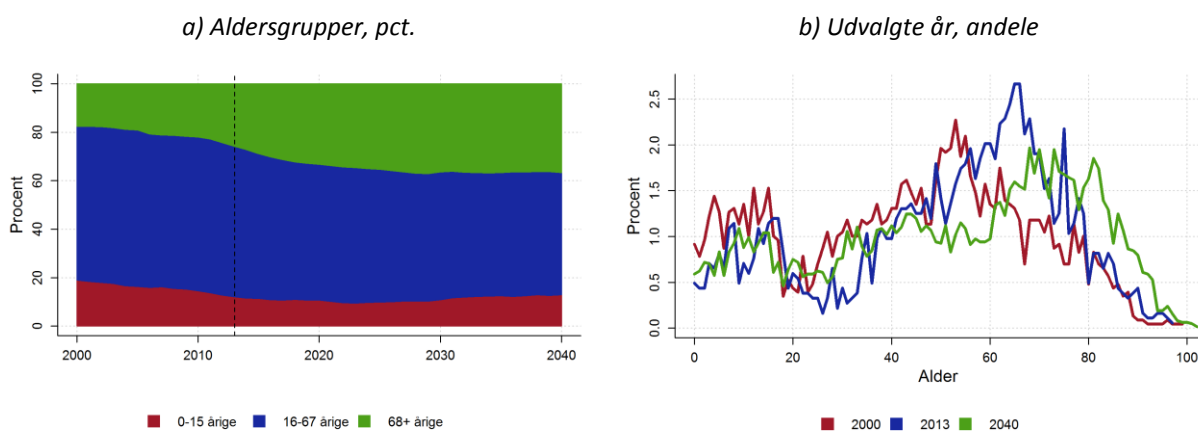 a) Aldersgrupper, pct.
Procent
100
80
60
40
20
0
2000 2010 2020 2030 2040
0-15 årige 16-67 årige 68+ årige
b) Udvalgte år, andele
Procent
2.5
2.0
1.5
1.0
0.5
0.0
0 20 40 60 80 100
Alder
2000 2013 2040